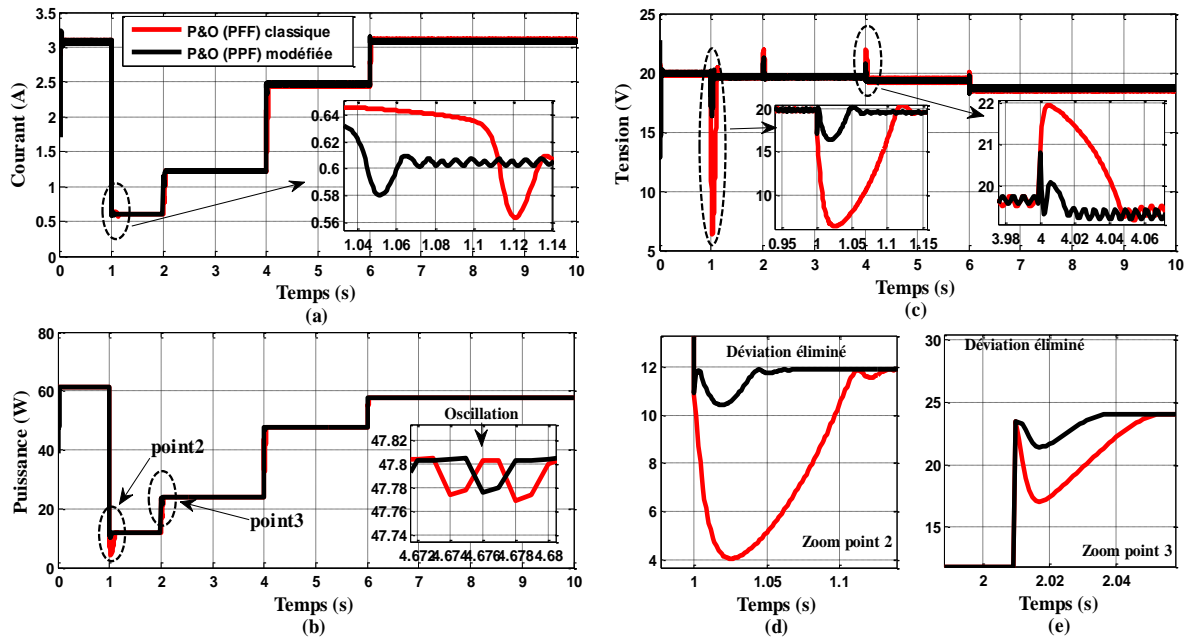 (a)
3.5
3
2.5
2
1.5
1
0.5
0
Courant (A)
P&O (PFF) classique
P&O (PPF) modéfiée
0.64
0.62
0.60
0.58
0.56
1.04 1.06 1.08 1.10 1.12 1.14
0 1 2 3 4 5 6 7 8 9 10
Temps (s)
(a)
(c)
25
20
15
10
5
Tension (V)
20
15
10
0.95 1 1.05 1.1 1.15
22
21
20
19
3.98 4 4.02 4.04 4.06
0 1 2 3 4 5 6 7 8 9 10
Temps (s)
(c)
80
60
40
20
0
Puissance (W)
point2
point3
Oscillation
47.82
47.8
47.78
47.76
47.74
4.672 4.674 4.676 4.678 4.68
0 1 2 3 4 5 6 7 8 9 10
Temps (s)
(b)
12
10
8
6
4
Déviation éliminé
Zoom point 2
1 1.05 1.1
Temps (s)
(d)
30
25
20
15
Déviation éliminé
Zoom point 3
2 2.02 2.04
Temps (s)
(e)